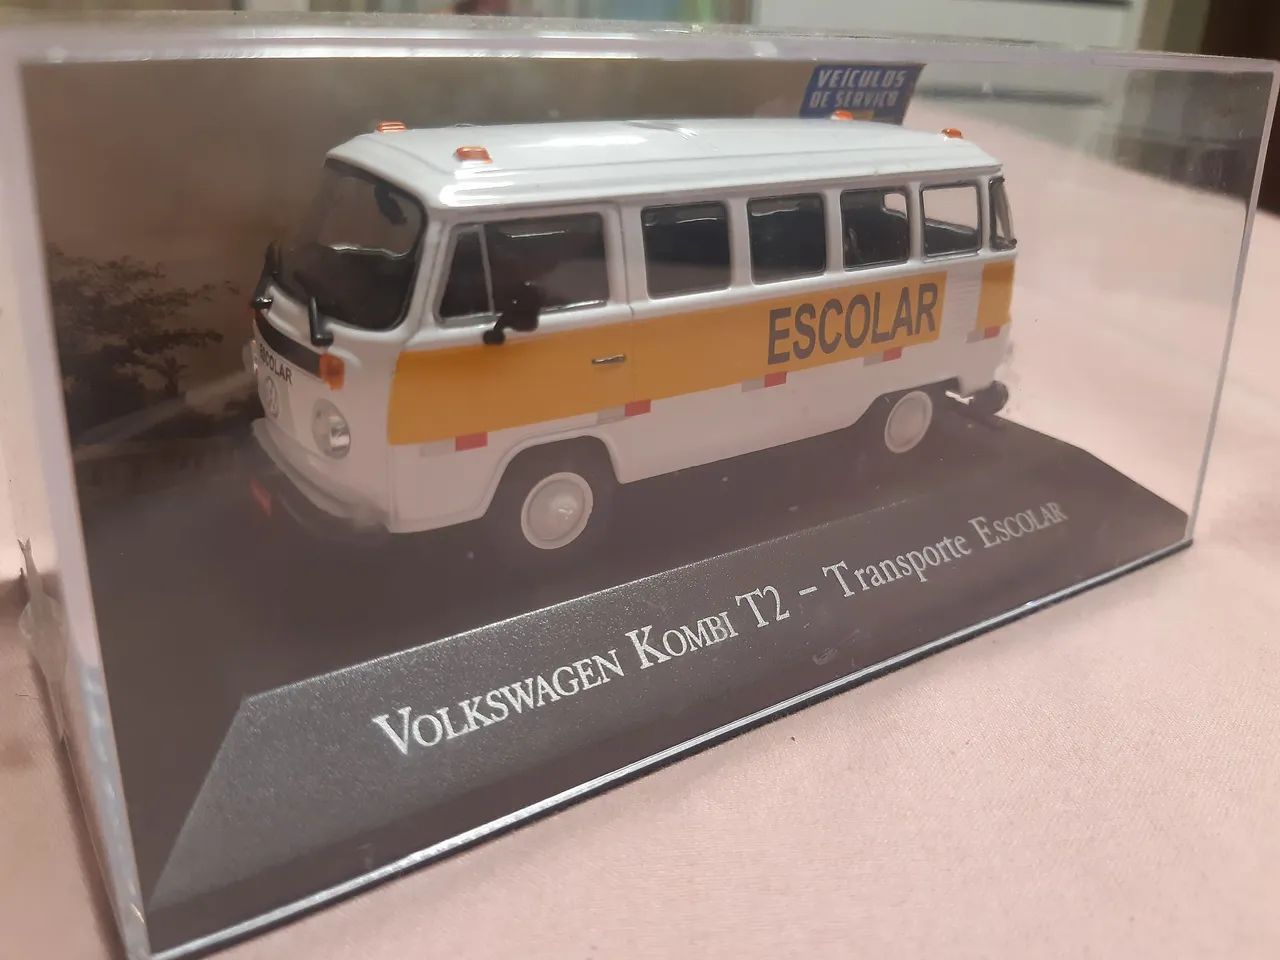 VEÍCULOS
DE SERVIÇO
ESCOLAR
ESCOLAR
VOLKSWAGEN KOMBI T2 – TRANSPORTE ESCOLAR